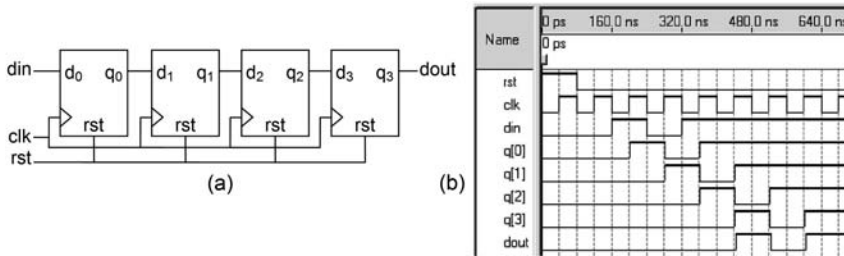 din
d0 q0
d1 q1
d2 q2
d3 q3
dout
rst rst rst rst
clk
rst
(a)
(b)
Name
0 ps 160.0 ns 320.0 ns 480.0 ns 640.0 ns
0 ps
rst
clk
din
q[0]
q[1]
q[2]
q[3]
dout